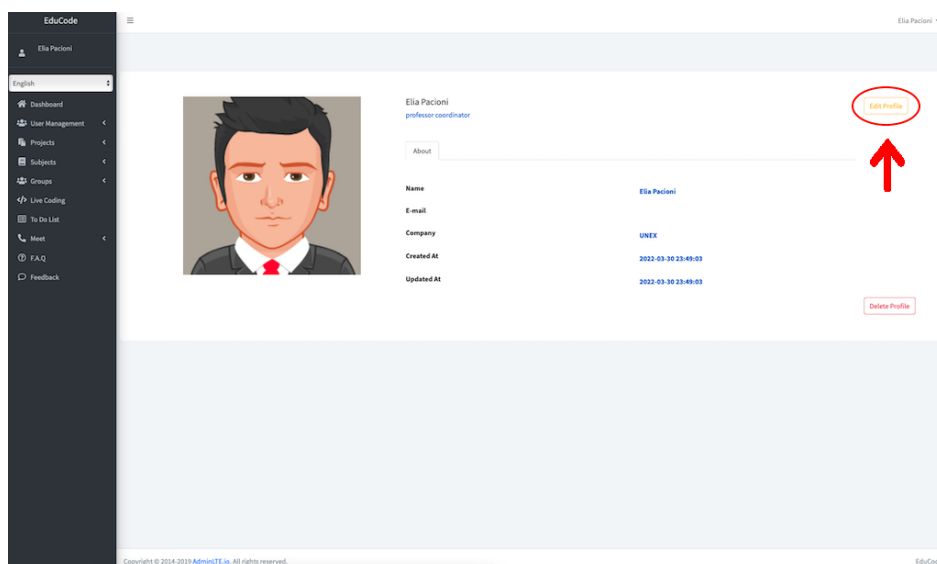 EduCode
Elia Pacioni
Elia Pacioni
English
Dashboard
User Management
Projects
Subjects
Groups
Live Coding
To Do List
Meet
F.A.Q
Feedback
Elia Pacioni
professor coordinator
Edit Profile
About
Name Elia Pacioni
E-mail
Company UNEX
Created At 2022-03-30 23:49:03
Updated At 2022-03-30 23:49:03
Delete Profile
Copyright © 2014-2019 AdminLTE.io. All rights reserved.